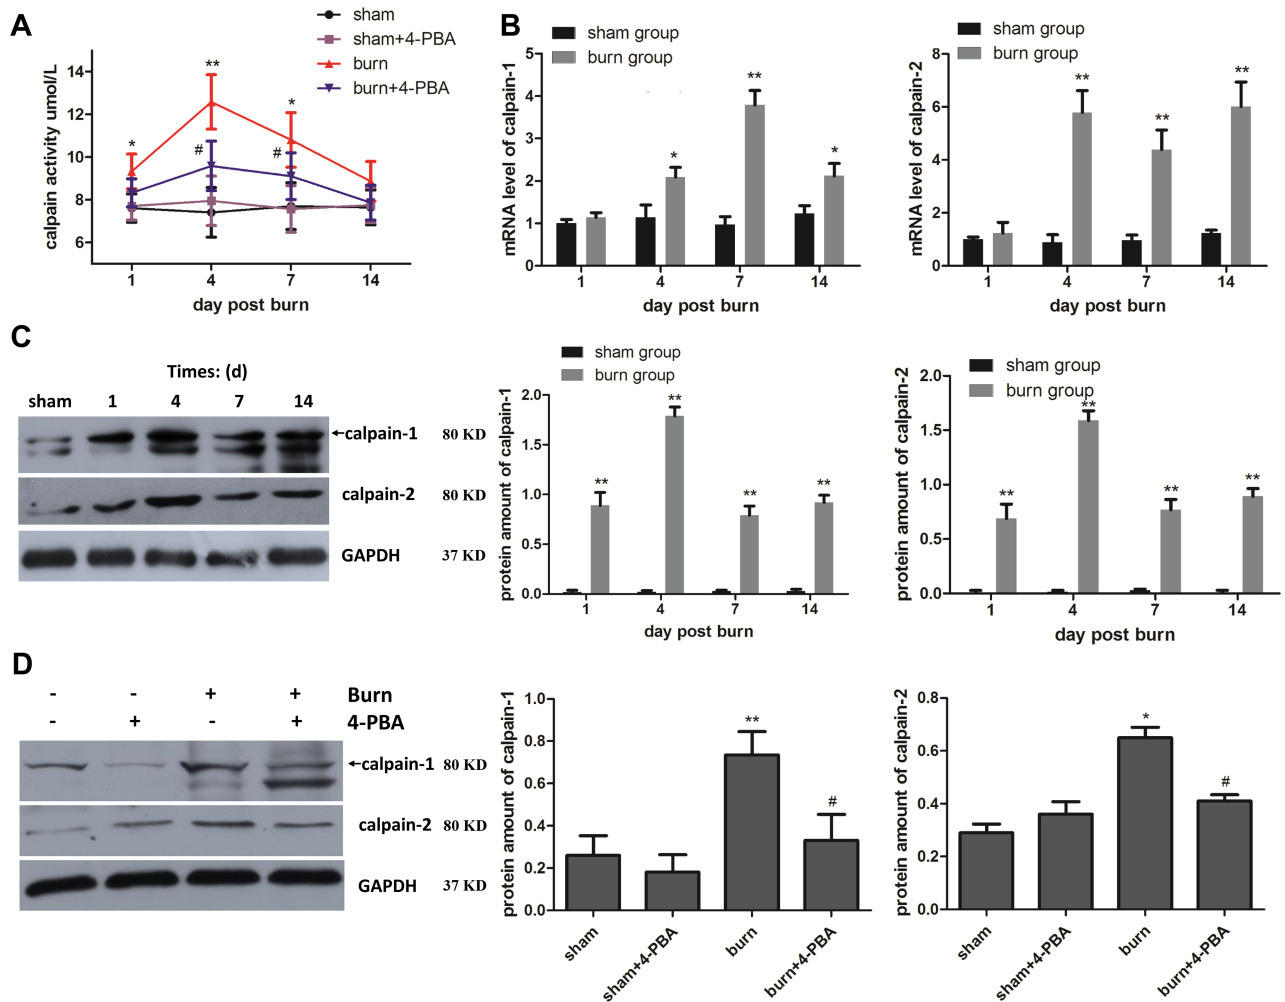 A
sham
sham+4-PBA
burn
burn+4-PBA
calpain activity umol/L
14
12
10
8
6
*
**
*
#
#
1 4 7 14
day post burn
B
sham group
burn group
mRNA level of calpain-1
5
4
3
2
1
0
*
**
*
1 4 7 14
day post burn
sham group
burn group
mRNA level of calpain-2
8
6
4
2
0
**
**
**
1 4 7 14
day post burn
C
Times: (d)
sham 1 4 7 14
←calpain-1 80 KD
calpain-2 80 KD
GAPDH 37 KD
sham group
burn group
protein amount of calpain-1
2.0
1.5
1.0
0.5
0.0
**
**
**
**
1 4 7 14
day post burn
sham group
burn group
protein amount of calpain-2
2.0
1.5
1.0
0.5
0.0
**
**
**
**
1 4 7 14
day post burn
D
- - + + Burn
- + - + 4-PBA
←calpain-1 80 KD
calpain-2 80 KD
GAPDH 37 KD
protein amount of calpain-1
1.0
0.8
0.6
0.4
0.2
0.0
**
#
sham
sham+4-PBA
burn
burn+4-PBA
protein amount of calpain-2
0.8
0.6
0.4
0.2
0.0
*
#
sham
sham+4-PBA
burn
burn+4-PBA